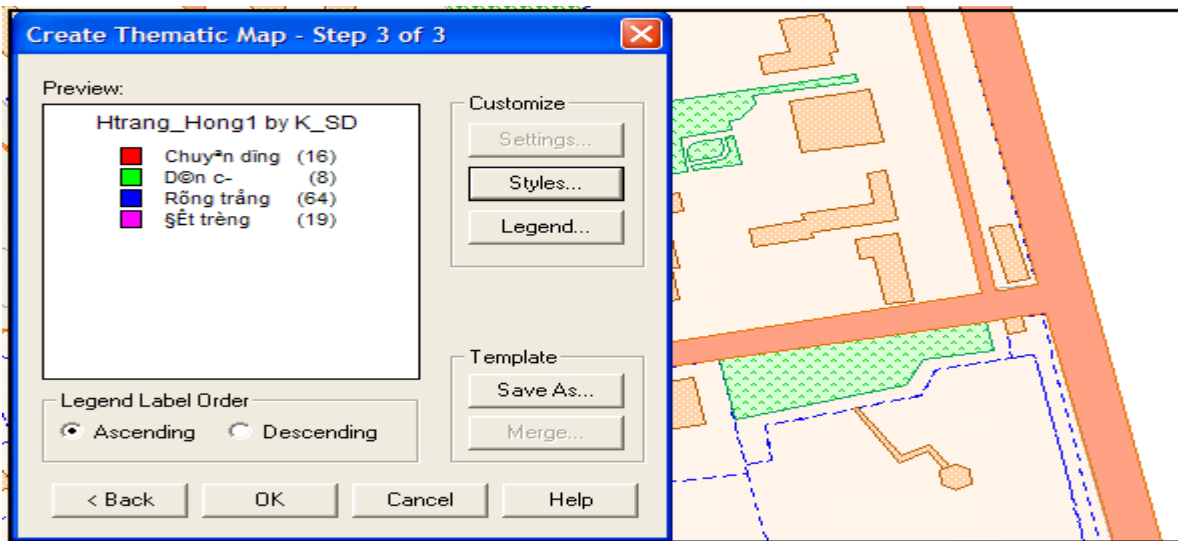 Create Thematic Map - Step 3 of 3
Preview:
Htrang_Hong1 by K_SD
Chuyªn dïng (16)
D©n c- (8)
Rõng trång (64)
§Êt trèng (19)
Customize
Settings...
Styles...
Legend...
Template
Save As...
Merge...
Legend Label Order
Ascending Descending
< Back OK Cancel Help